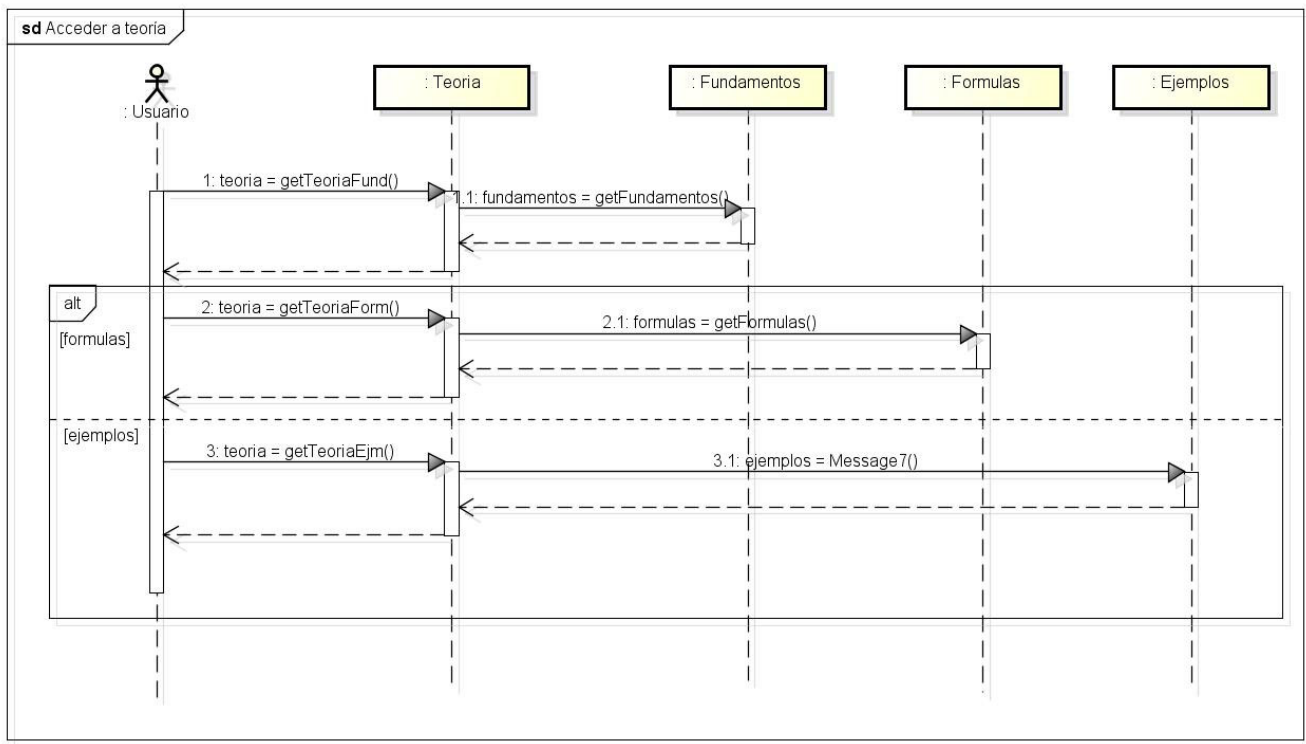 sd Acceder a teoría
: Usuario
: Teoria
: Fundamentos
: Formulas
: Ejemplos
1: teoria = getTeoriaFund()
1.1: fundamentos = getFundamentos()
alt
[formulas]
2: teoria = getTeoriaForm()
2.1: formulas = getFormulas()
[ejemplos]
3: teoria = getTeoriaEjm()
3.1: ejemplos = Message7()